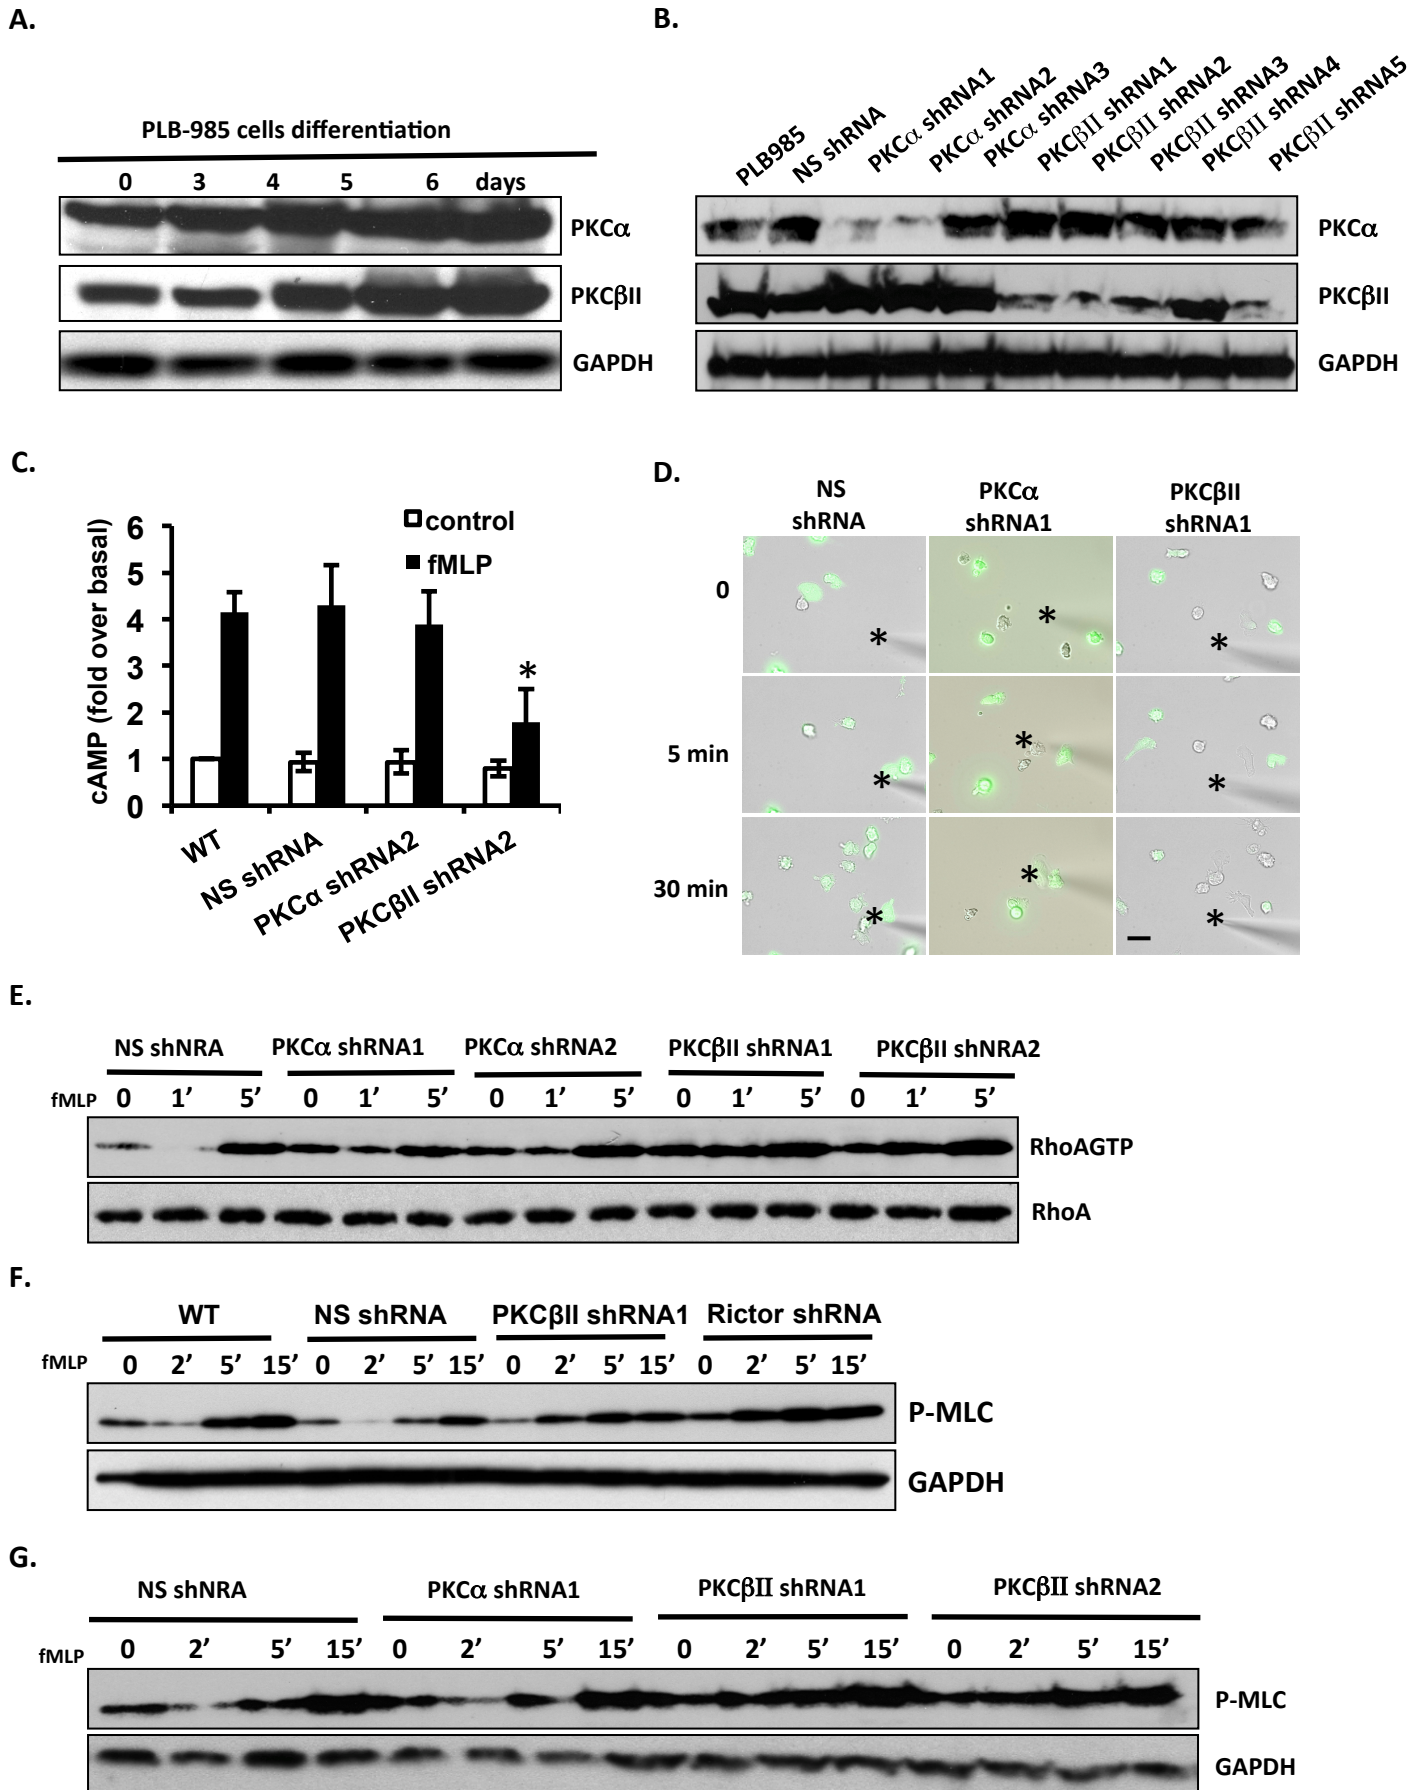 A.
PLB-985 cells differentiation
0 3 4 5 6 days
PKCα
PKCβII
GAPDH
B.
PLB985
NS shRNA
PKCα shRNA1
PKCα shRNA2
PKCα shRNA3
PKCβII shRNA1
PKCβII shRNA2
PKCβII shRNA3
PKCβII shRNA4
PKCβII shRNA5
PKCα
PKCβII
GAPDH
C.
cAMP (fold over basal)
6
5
4
3
2
1
0
control
fMLP
*
WT
NS shRNA
PKCα shRNA2
PKCβII shRNA2
D.
NS
shRNA
PKCα
shRNA1
PKCβII
shRNA1
0
* * *
5 min
* * *
30 min
* * *
E.
NS shNRA PKCα shRNA1 PKCα shRNA2 PKCβII shRNA1 PKCβII shNRA2
fMLP 0 1’ 5’ 0 1’ 5’ 0 1’ 5’ 0 1’ 5’ 0 1’ 5’
RhoAGTP
RhoA
F.
WT NS shRNA PKCβII shRNA1 Rictor shRNA
fMLP 0 2’ 5’ 15’ 0 2’ 5’ 15’ 0 2’ 5’ 15’ 0 2’ 5’ 15’
P-MLC
GAPDH
G.
NS shNRA PKCα shRNA1 PKCβII shRNA1 PKCβII shRNA2
fMLP 0 2’ 5’ 15’ 0 2’ 5’ 15’ 0 2’ 5’ 15’ 0 2’ 5’ 15’
P-MLC
GAPDH